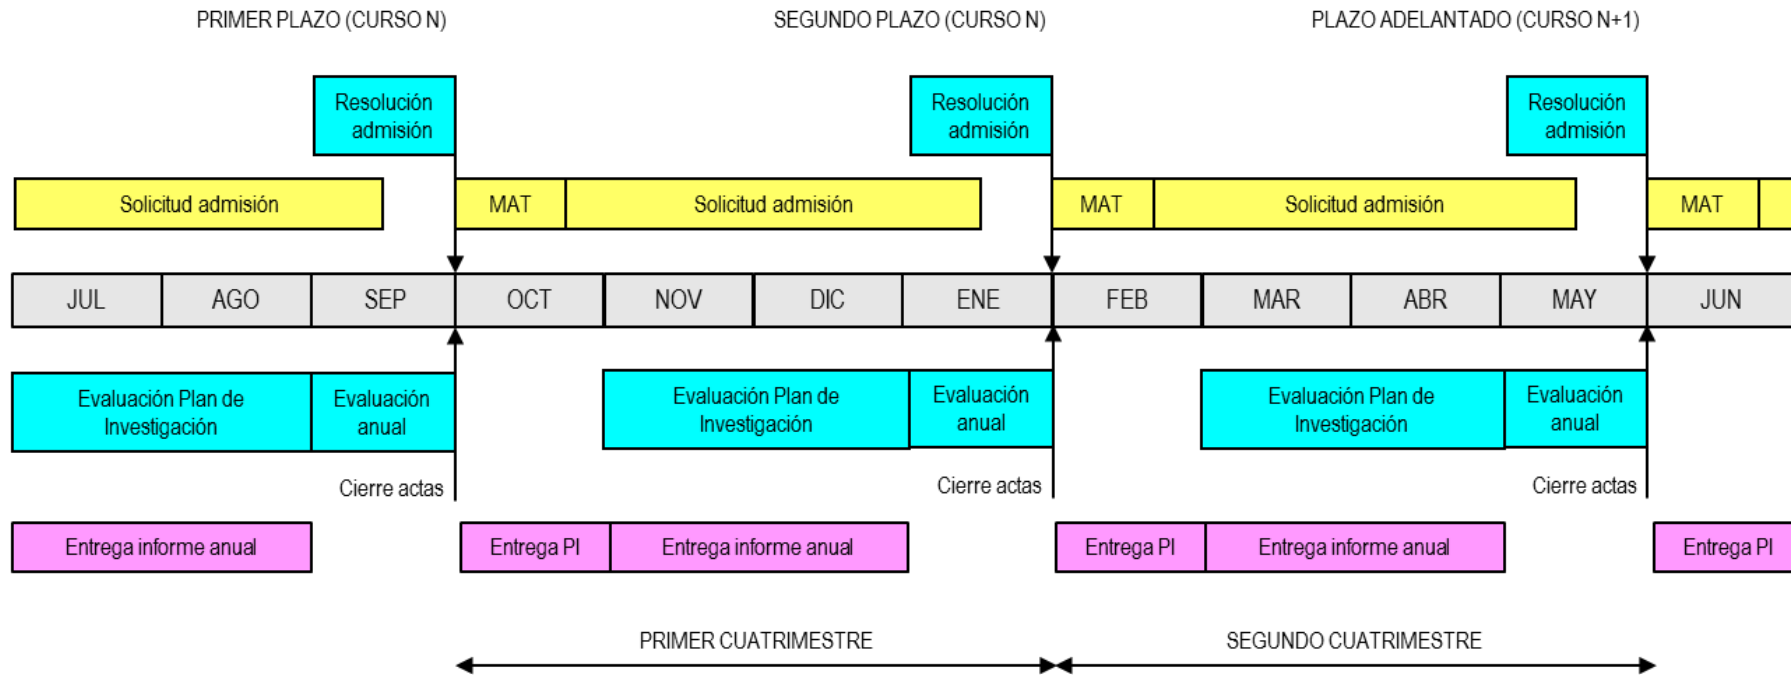 PRIMER PLAZO (CURSO N)
SEGUNDO PLAZO (CURSO N)
PLAZO ADELANTADO (CURSO N+1)
Resolución
admisión
Resolución
admisión
Resolución
admisión
Solicitud admisión
MAT
Solicitud admisión
MAT
Solicitud admisión
MAT
JUL
AGO
SEP
OCT
NOV
DIC
ENE
FEB
MAR
ABR
MAY
JUN
Evaluación Plan de
Investigación
Evaluación
anual
Evaluación Plan de
Investigación
Evaluación
anual
Evaluación Plan de
Investigación
Evaluación
anual
Cierre actas
Cierre actas
Cierre actas
Entrega informe anual
Entrega PI
Entrega informe anual
Entrega PI
Entrega informe anual
Entrega PI
PRIMER CUATRIMESTRE
SEGUNDO CUATRIMESTRE